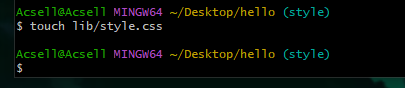 Acsell@Acsell MINGW64 ~/Desktop/hello (style)
$ touch lib/style.css
Acsell@Acsell MINGW64 ~/Desktop/hello (style)
$